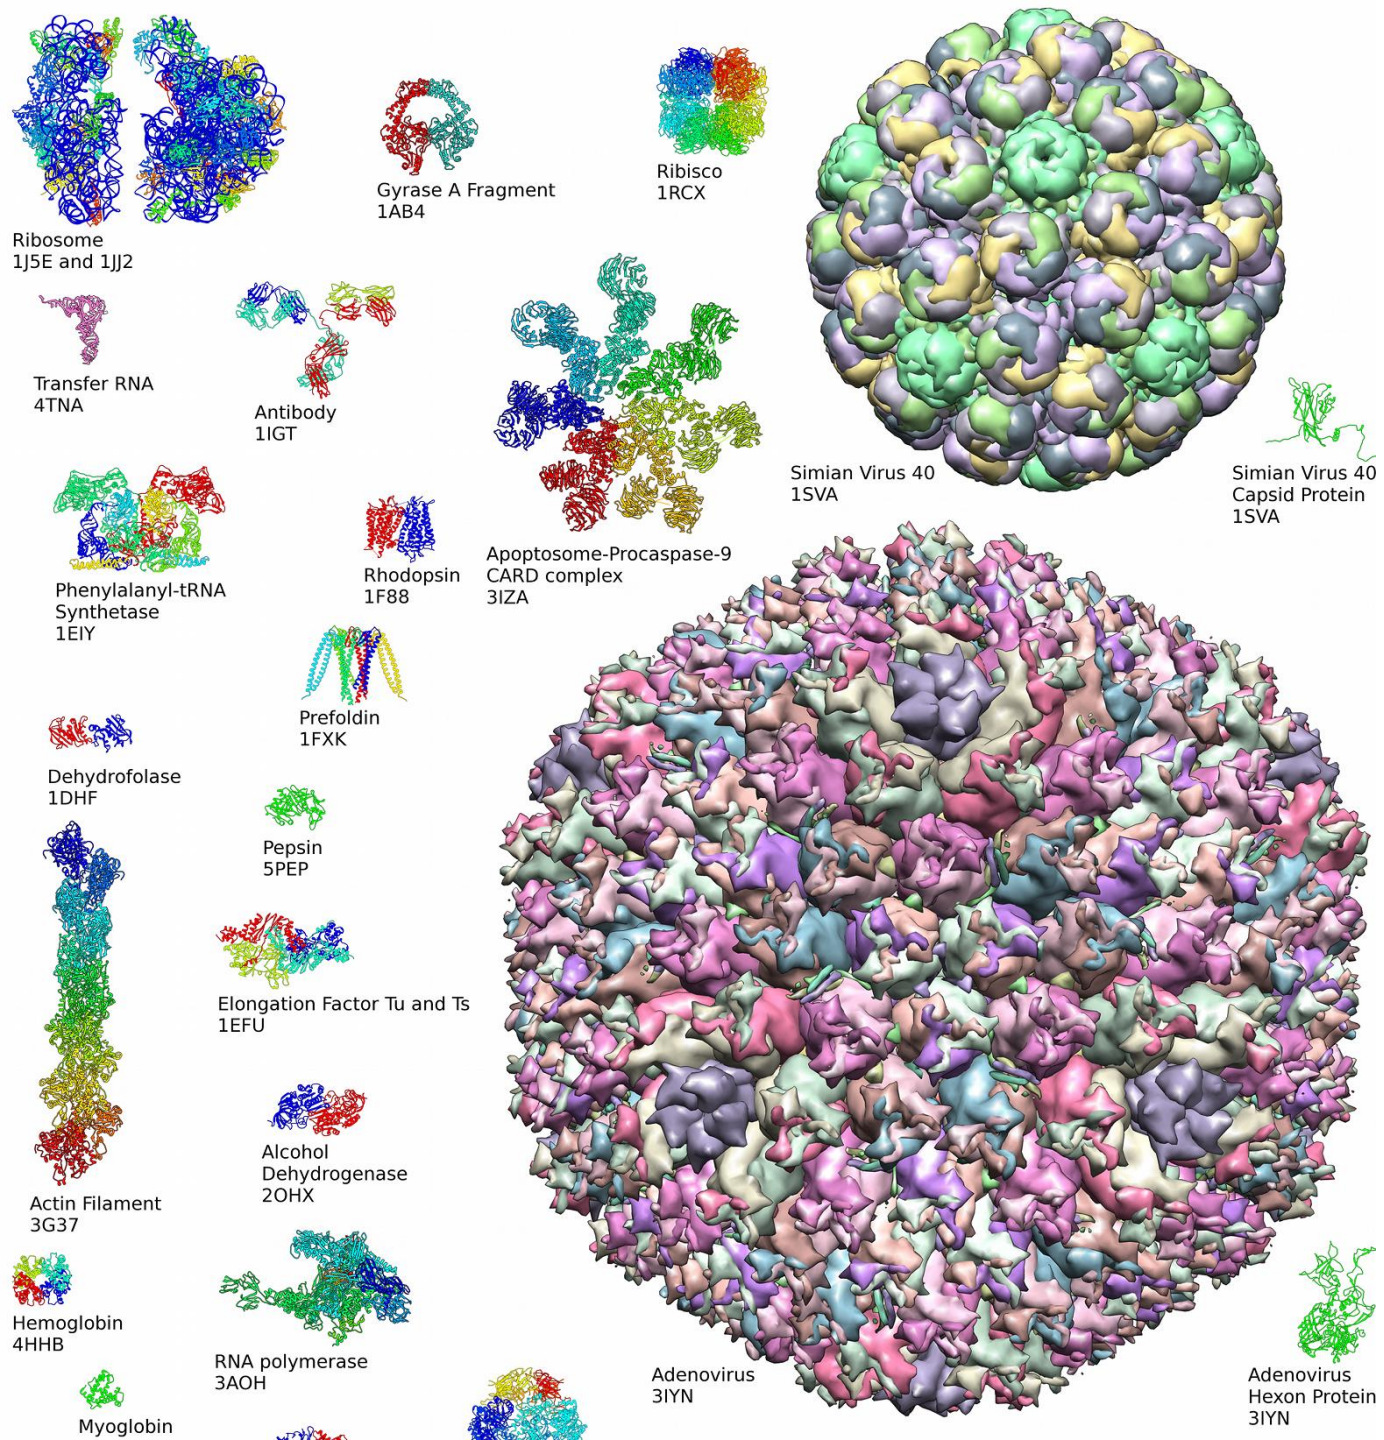 Ribosome
1J5E and 1JJ2
Gyrase A Fragment
1AB4
Ribisco
1RCX
Transfer RNA
4TNA
Antibody
1IGT
Simian Virus 40
1SVA
Simian Virus 40
Capsid Protein
1SVA
Phenylalanyl-tRNA
Synthetase
1EIY
Rhodopsin
1F88
Apoptosome-Procaspase-9
CARD complex
3IZA
Prefoldin
1FXK
Dehydrofolase
1DHF
Pepsin
5PEP
Elongation Factor Tu and Ts
1EFU
Alcohol
Dehydrogenase
2OHX
Actin Filament
3G37
Hemoglobin
4HHB
RNA polymerase
3AOH
Adenovirus
3IYN
Adenovirus
Hexon Protein
3IYN
Myoglobin